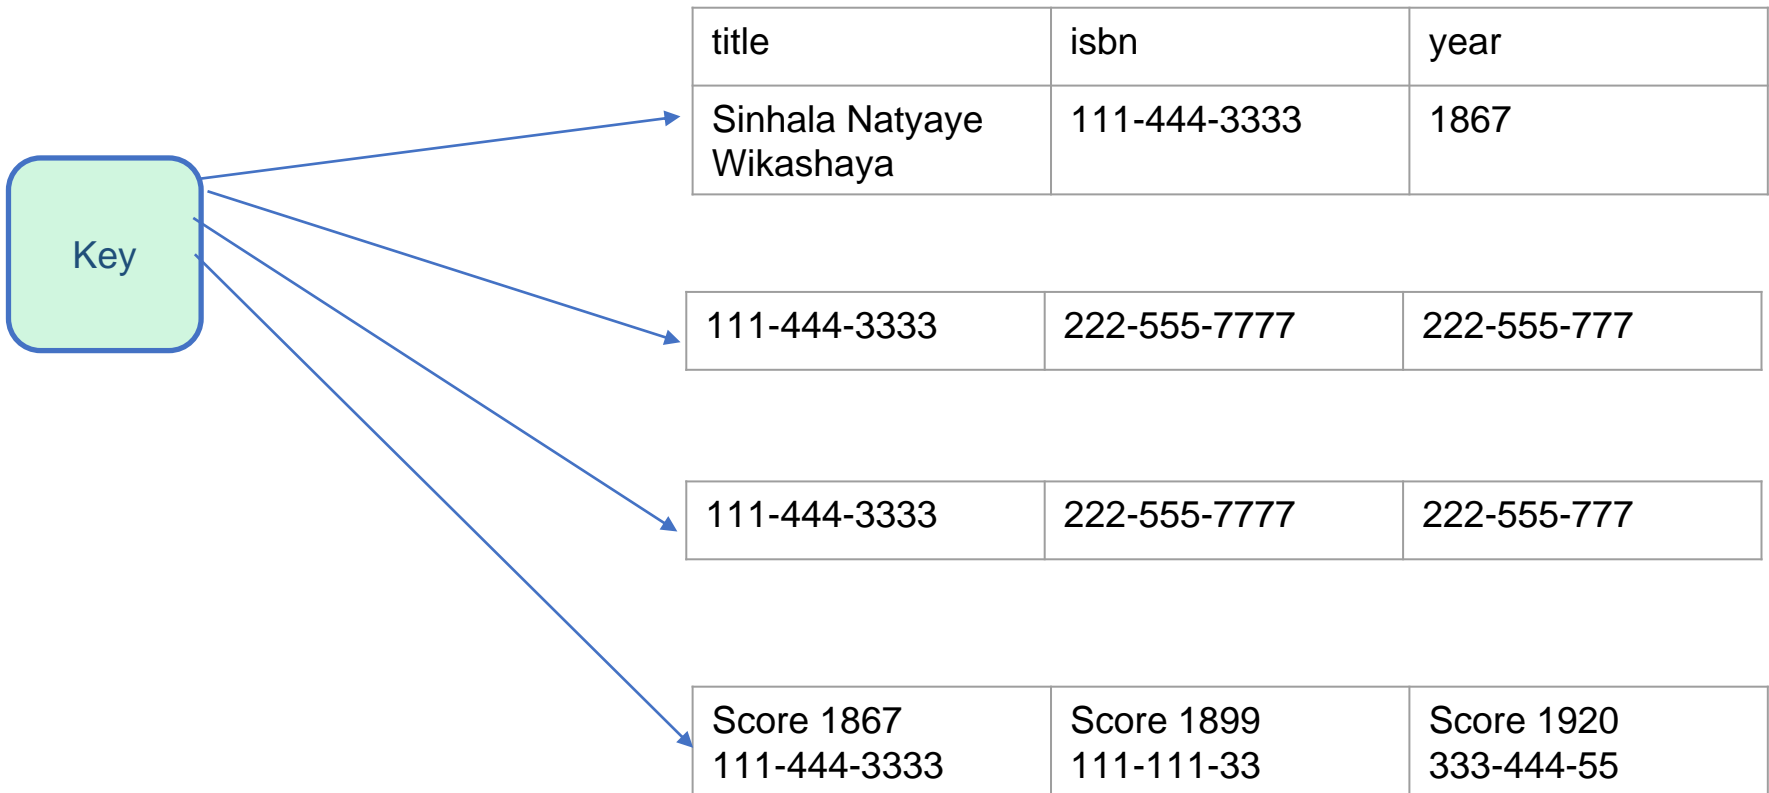 title
isbn
year
Sinhala Natyaye
Wikashaya
111-444-3333
1867
Key
111-444-3333
222-555-7777
222-555-777
111-444-3333
222-555-7777
222-555-777
Score 1867
111-444-3333
Score 1899
111-111-33
Score 1920
333-444-55